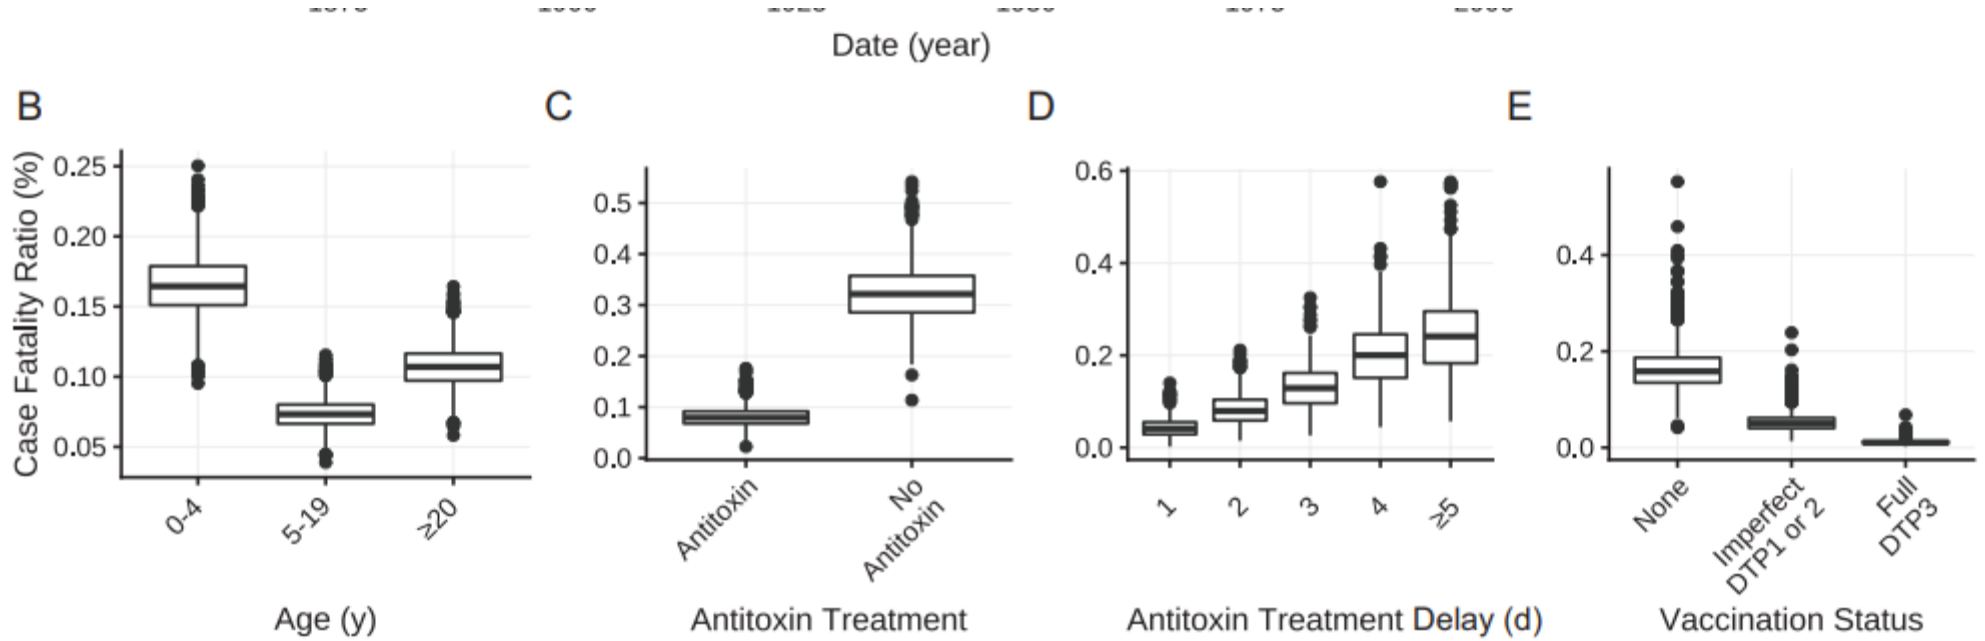 Date (year)
B
C
D
E
Case Fatality Ratio (%)
0.25
0.20
0.15
0.10
0.05
0-4
5-19
≥20
Age (y)
0.5
0.4
0.3
0.2
0.1
0.0
Antitoxin
No
Antitoxin
Antitoxin Treatment
0.6
0.4
0.2
0.0
1
2
3
4
≥5
Antitoxin Treatment Delay (d)
0.4
0.2
0.0
None
Imperfect
DTP1 or 2
Full
DTP3
Vaccination Status